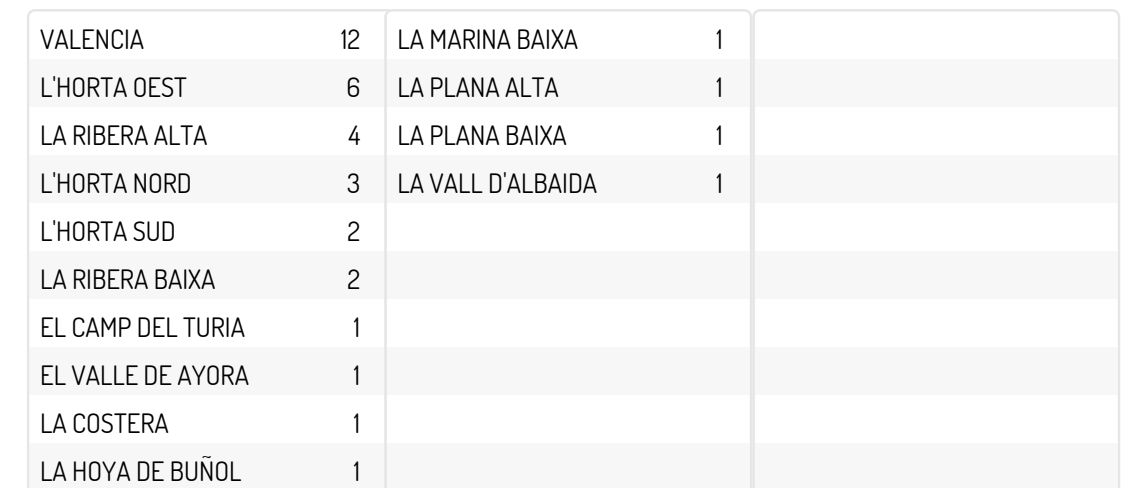 VALENCIA 12
L'HORTA OEST 6
LA RIBERA ALTA 4
L'HORTA NORD 3
L'HORTA SUD 2
LA RIBERA BAIXA 2
EL CAMP DEL TURIA 1
EL VALLE DE AYORA 1
LA COSTERA 1
LA HOYA DE BUÑOL 1
LA MARINA BAIXA 1
LA PLANA ALTA 1
LA PLANA BAIXA 1
LA VALL D'ALBAIDA 1